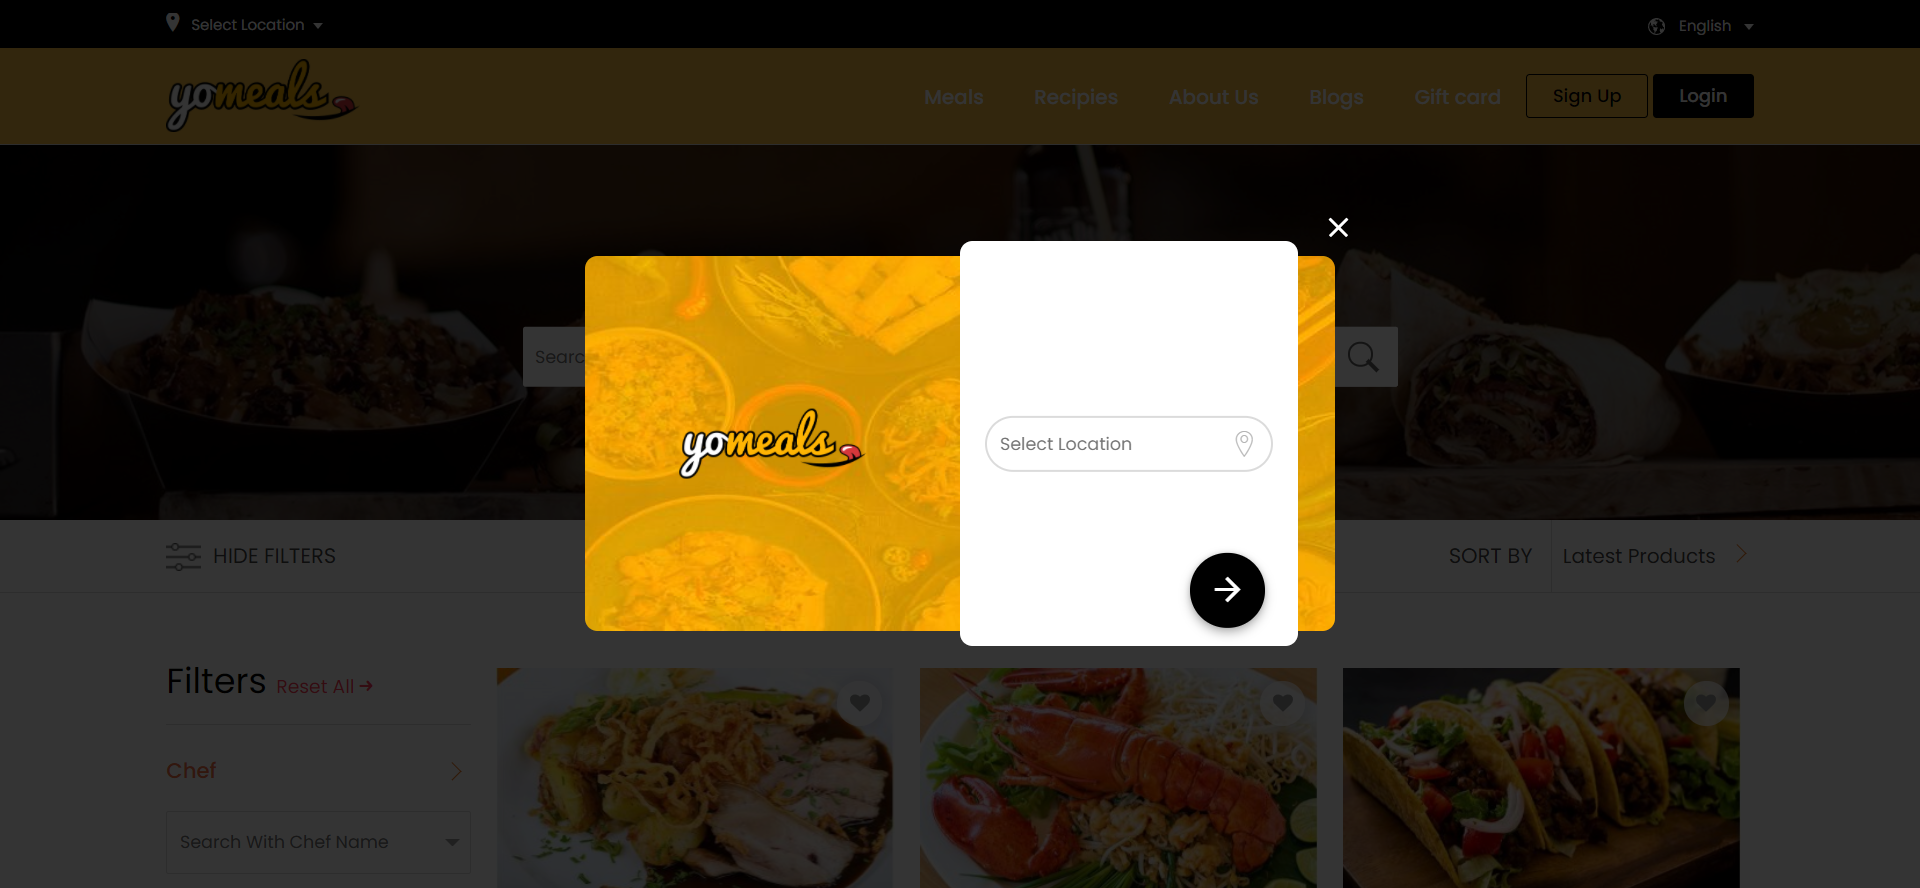 Select Location
English
yomeals
Meals
Recipies
About Us
Blogs
Gift card
Sign Up
Login
Searc
yomeals
Select Location
HIDE FILTERS
SORT BY
Latest Products
Filters
Reset All
Chef
Search With Chef Name